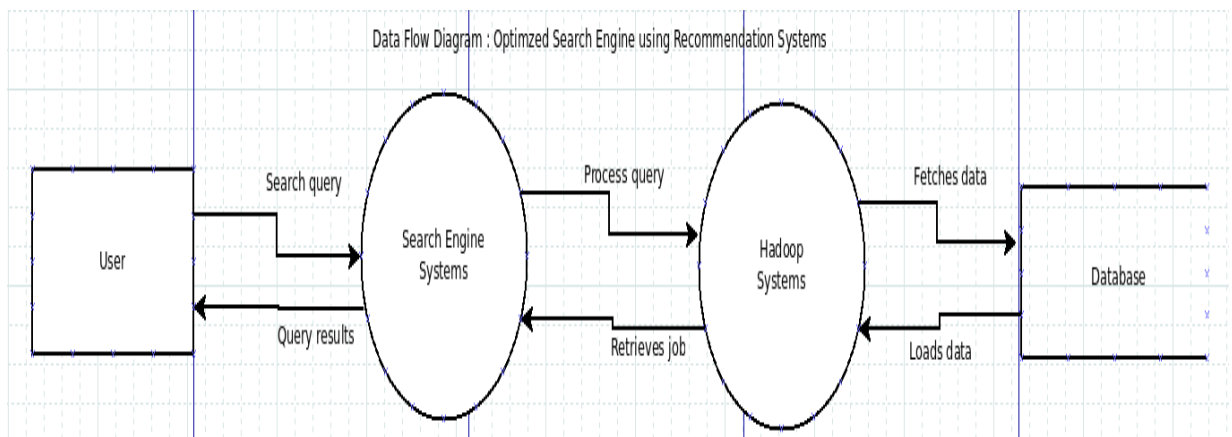 Data Flow Diagram : Optimzed Search Engine using Recommendation Systems
Search query
Process query
Fetches data
User
Search Engine
Systems
Hadoop
Systems
Database
Query results
Retrieves job
Loads data